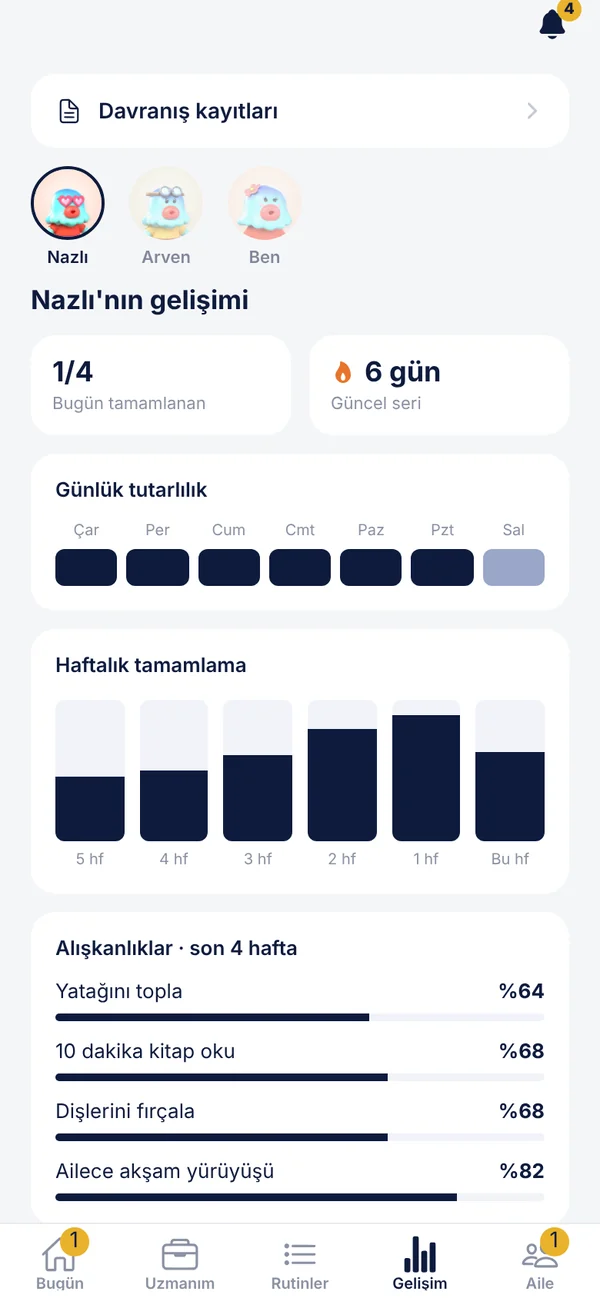 4
Davranış kayıtları
Nazlı Arven Ben
Nazlı'nın gelişimi
1/4 6 gün
Bugün tamamlanan Güncel seri
Günlük tutarlılık
Çar Per Cum Cmt Paz Pzt Sal
Haftalık tamamlama
5 hf 4 hf 3 hf 2 hf 1 hf Bu hf
Alışkanlıklar · son 4 hafta
Yatağını topla %64
10 dakika kitap oku %68
Dişlerini fırçala %68
Ailece akşam yürüyüşü %82
1 1
Bugün Uzmanım Rutinler Gelişim Aile